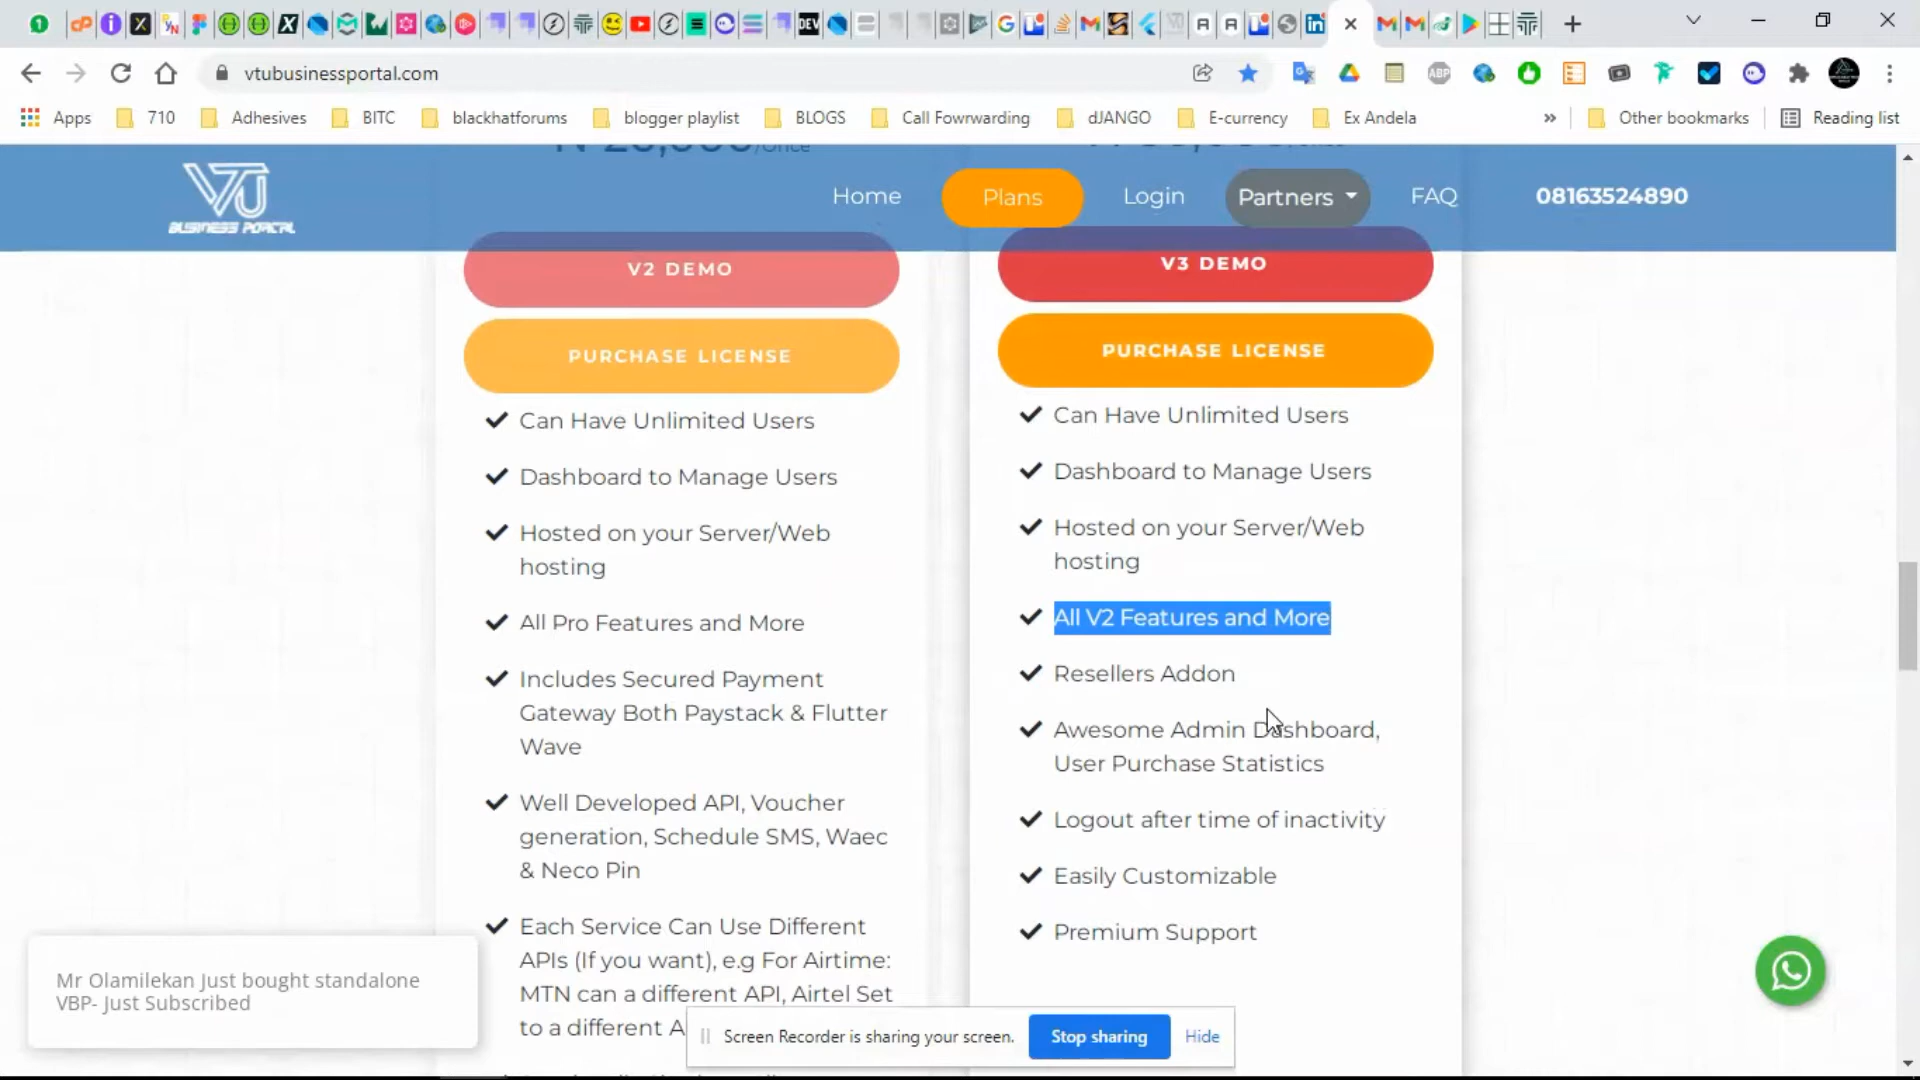 vtubusinessportal.com
Apps
710
Adhesives
BITC
blackhatforums
blogger playlist
BLOGS
Call Fowrwarding
dJANGO
E-currency
Ex Andela
»
Other bookmarks
Reading list
VTU
BUSINESS PORTAL
Home
Plans
Login
Partners
FAQ
08163524890
V2 DEMO
PURCHASE LICENSE
Can Have Unlimited Users
Dashboard to Manage Users
Hosted on your Server/Web
hosting
All Pro Features and More
Includes Secured Payment
Gateway Both Paystack & Flutter
Wave
Well Developed API, Voucher
generation, Schedule SMS, Waec
& Neco Pin
Each Service Can Use Different
APIs (If you want), e.g For Airtime:
MTN can a different API, Airtel Set
to a different A
V3 DEMO
PURCHASE LICENSE
Can Have Unlimited Users
Dashboard to Manage Users
Hosted on your Server/Web
hosting
All V2 Features and More
Resellers Addon
Awesome Admin Dashboard,
User Purchase Statistics
Logout after time of inactivity
Easily Customizable
Premium Support
Mr Olamilekan Just bought standalone
VBP- Just Subscribed
Screen Recorder is sharing your screen.
Stop sharing
Hide